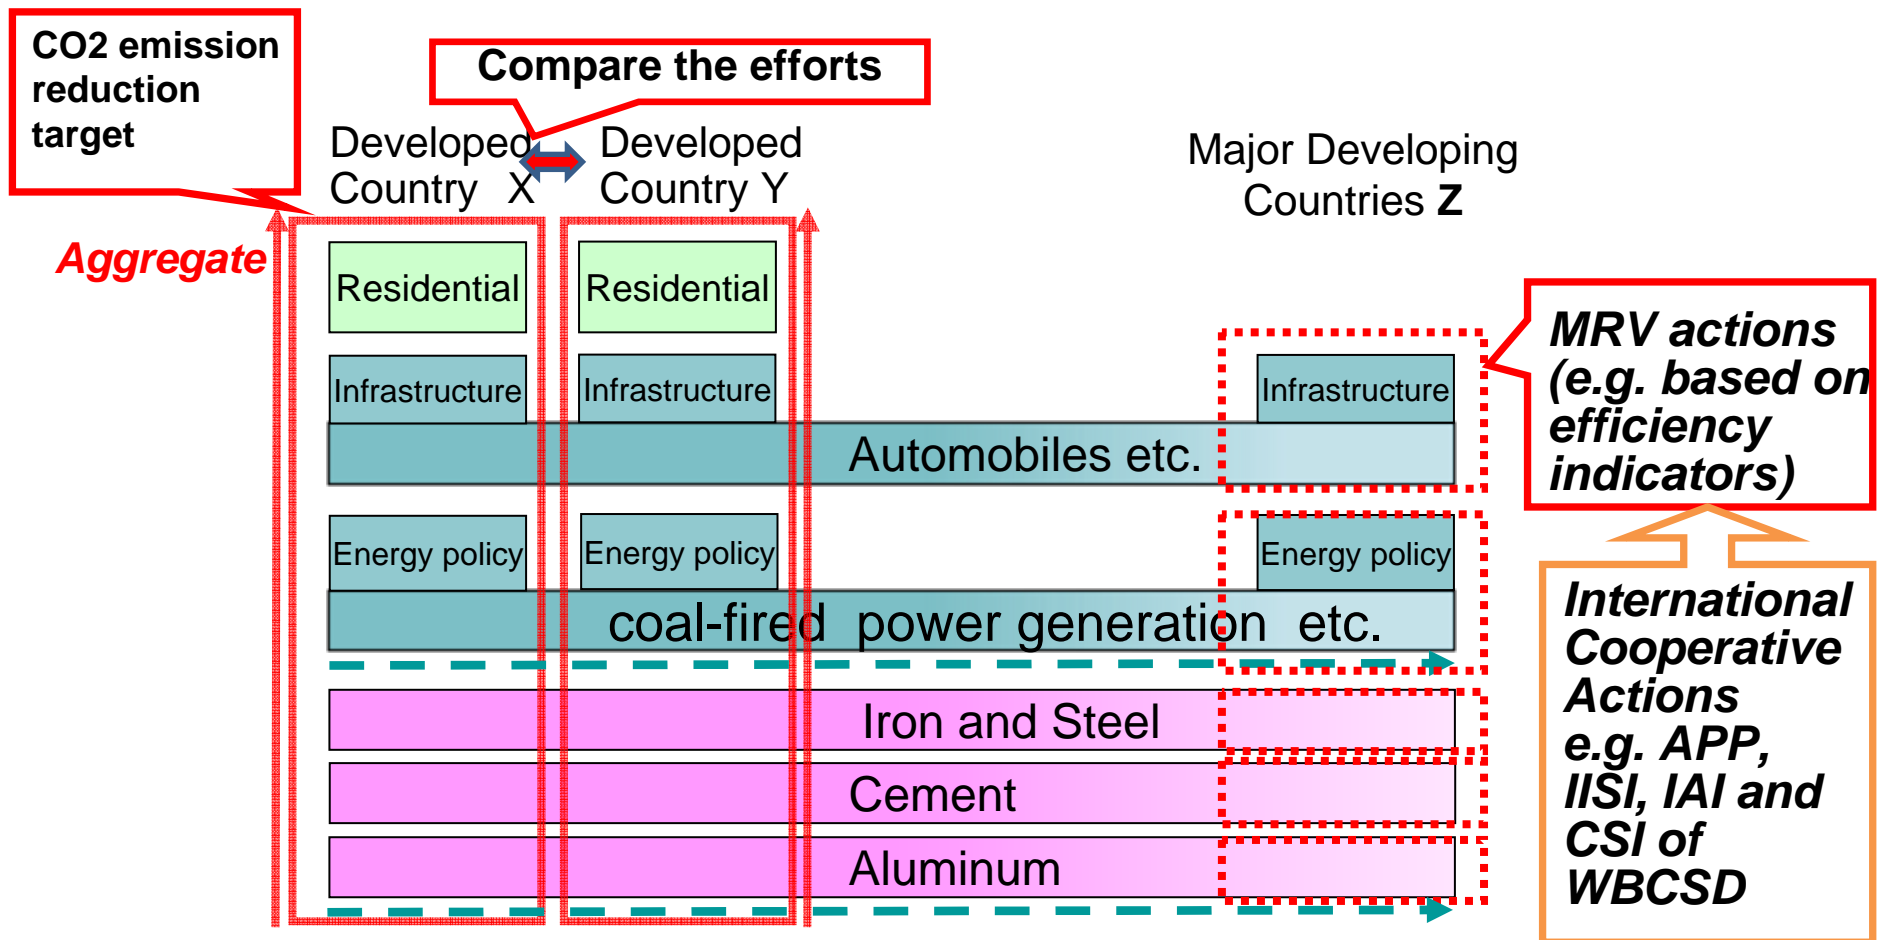 CO2 emission
reduction
target
Compare the efforts
Developed
Country X
Developed
Country Y
Major Developing
Countries Z
Aggregate
Residential
Residential
Infrastructure
Infrastructure
Infrastructure
Automobiles etc.
Energy policy
Energy policy
Energy policy
coal-fired power generation etc.
Iron and Steel
Cement
Aluminum
MRV actions
(e.g. based on
efficiency
indicators)
International
Cooperative
Actions
e.g. APP,
IISI, IAI and
CSI of
WBCSD